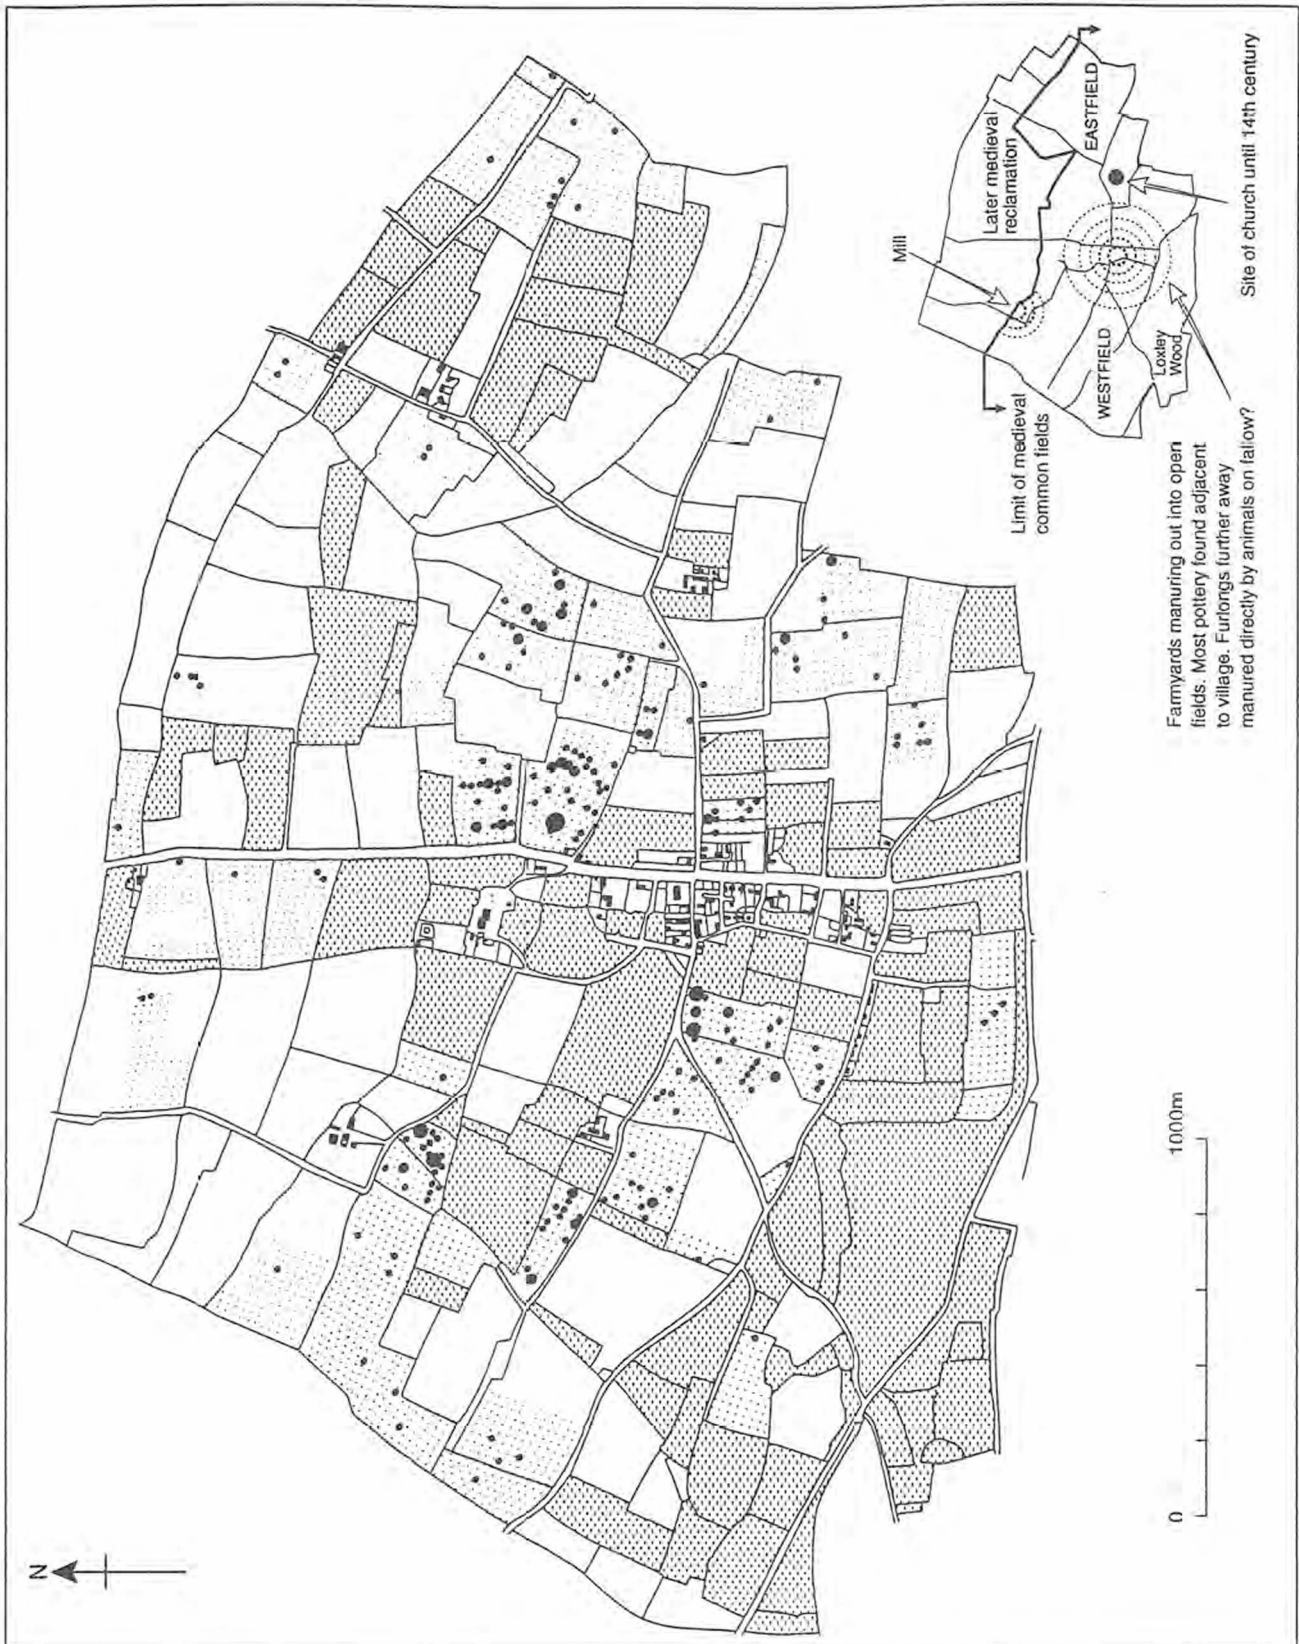 N
0
1000m
Farmyards manuring out into open
fields. Most pottery found adjacent
to village. Furlongs further away
manured directly by animals on fallow?
Limit of medieval
common fields
Mill
Later medieval
reclamation
EASTFIELD
WESTFIELD
Loxley
Wood
Site of church until 14th century